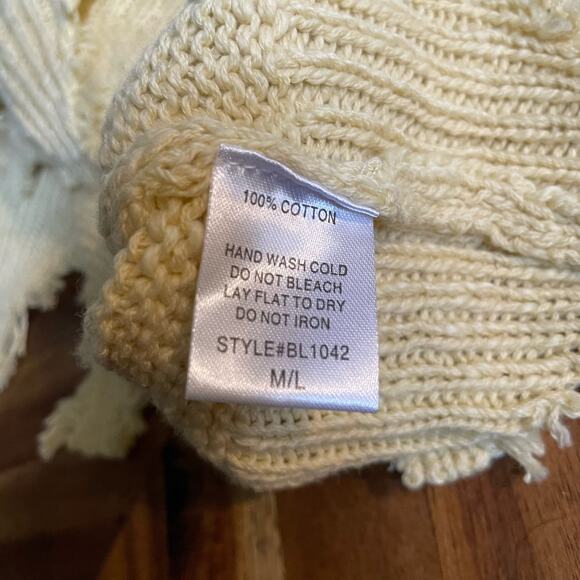 100% COTTON
HAND WASH COLD
DO NOT BLEACH
LAY FLAT TO DRY
DO NOT IRON
STYLE#BL1042
M/L